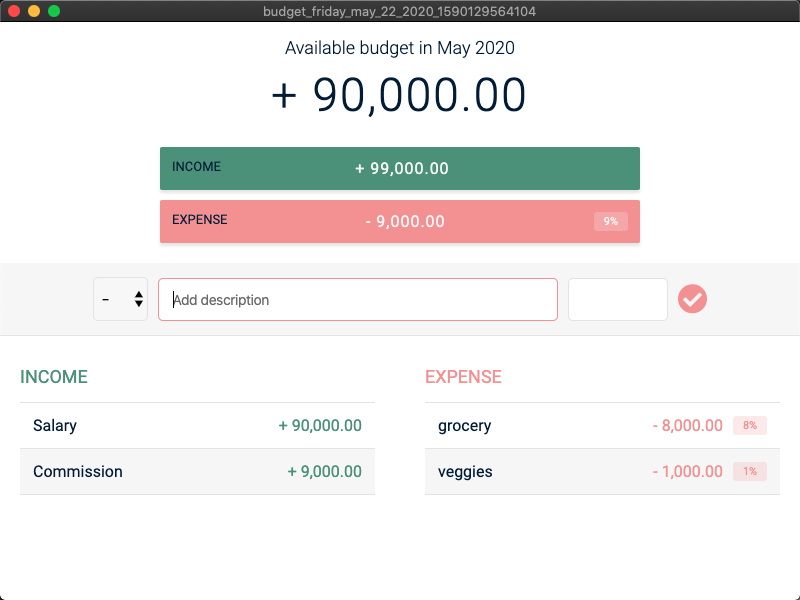 budget_friday_may_22_2020_1590129564104
Available budget in May 2020
+ 90,000.00
INCOME + 99,000.00
EXPENSE - 9,000.00 9%
- Add description
INCOME
Salary + 90,000.00
Commission + 9,000.00
EXPENSE
grocery - 8,000.00 8%
veggies - 1,000.00 1%